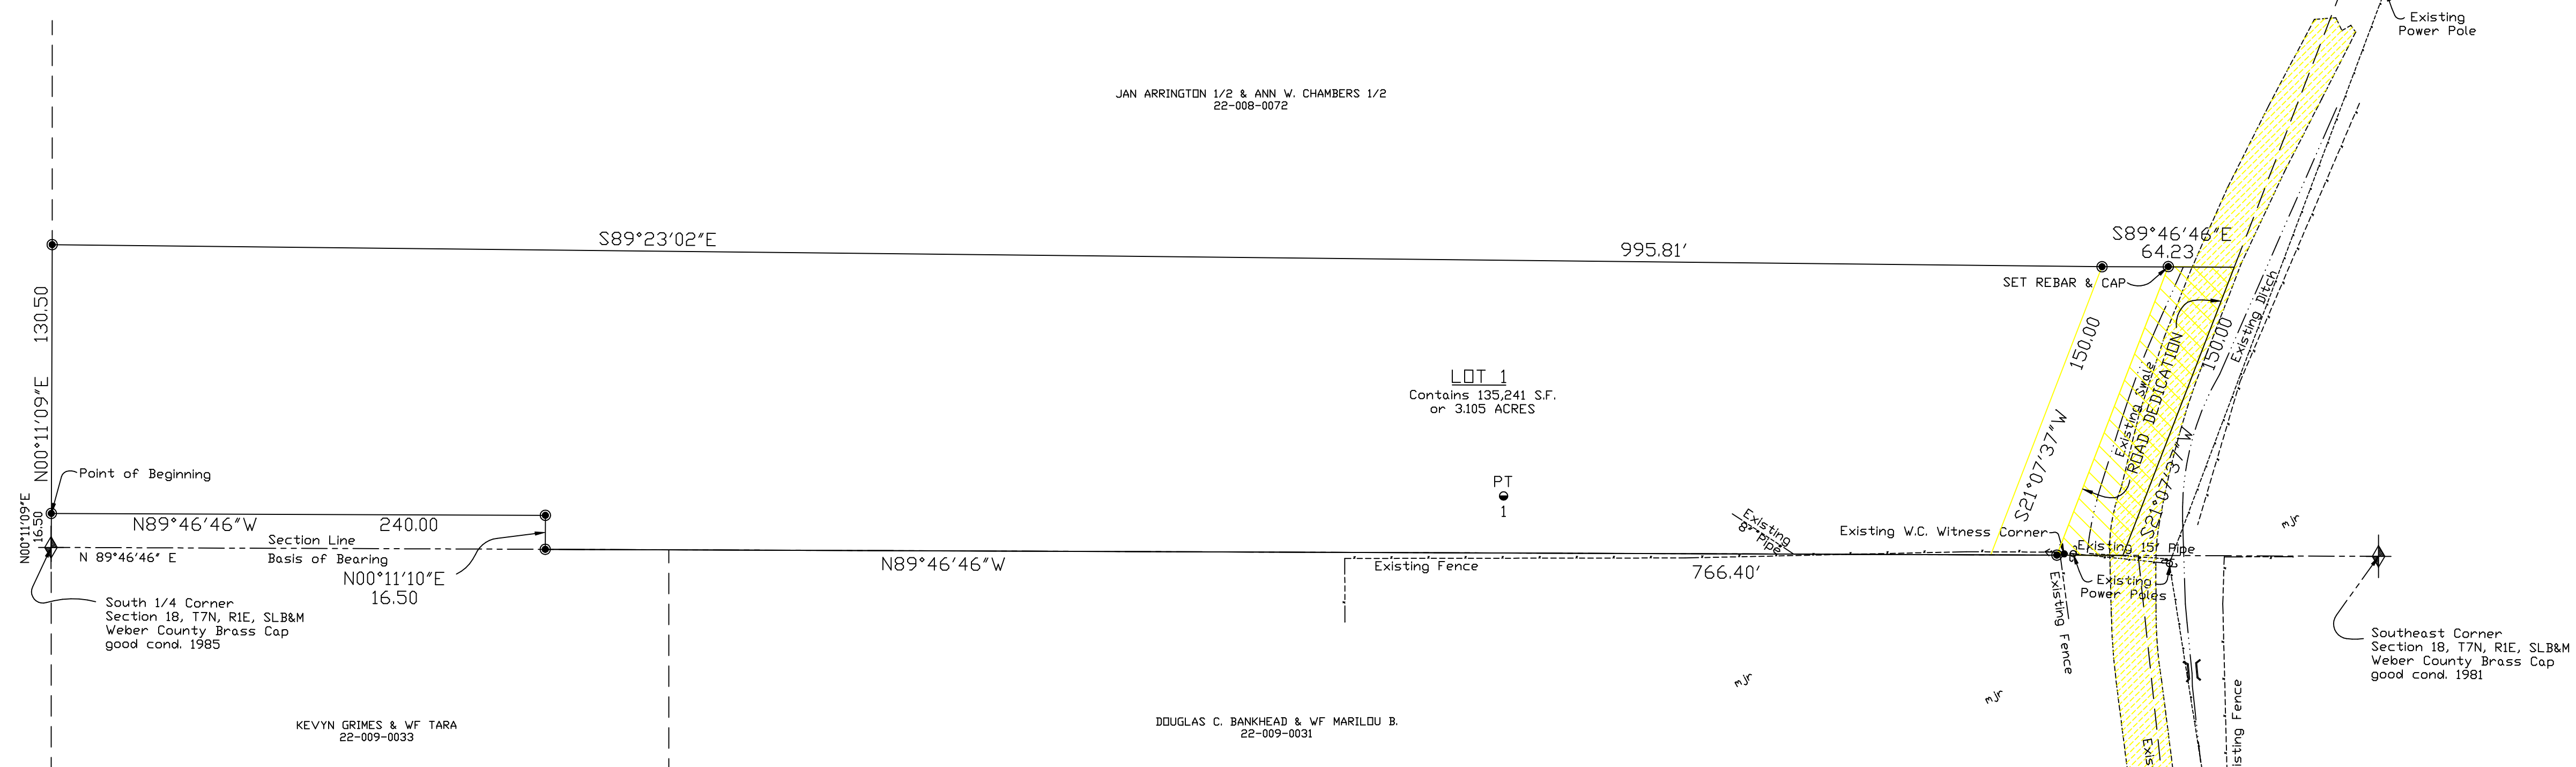 Existing
Power Pole
JAN ARRINGTON 1/2 & ANN W. CHAMBERS 1/2
22-008-0072
S89°23'02"E
995.81'
S89°46'46"E
64.23
SET REBAR & CAP
N00°11'09"E 130.50
150.00
S21°07'37"W
Existing Swale
ROAD DEDICATION
150.00
S21°07'37"W
Existing Ditch
LOT 1
Contains 135,241 S.F.
or 3.105 ACRES
Point of Beginning
PT
1
N00°11'09"E
16.50
N89°46'46"W
240.00
Section Line
N 89°46'46" E
Basis of Bearing
N00°11'10"E
16.50
N89°46'46"W
Existing Fence
Existing
8" Pipe
766.40'
Existing W.C. Witness Corner
Existing 15" Pipe
Existing
Power Poles
Existing Fence
South 1/4 Corner
Section 18, T7N, R1E, SLB&M
Weber County Brass Cap
good cond. 1985
Southeast Corner
Section 18, T7N, R1E, SLB&M
Weber County Brass Cap
good cond. 1981
mjr
mjr
mjr
KEVYN GRIMES & WF TARA
22-009-0033
DOUGLAS C. BANKHEAD & WF MARILOU B.
22-009-0031
Exis
isting Fence